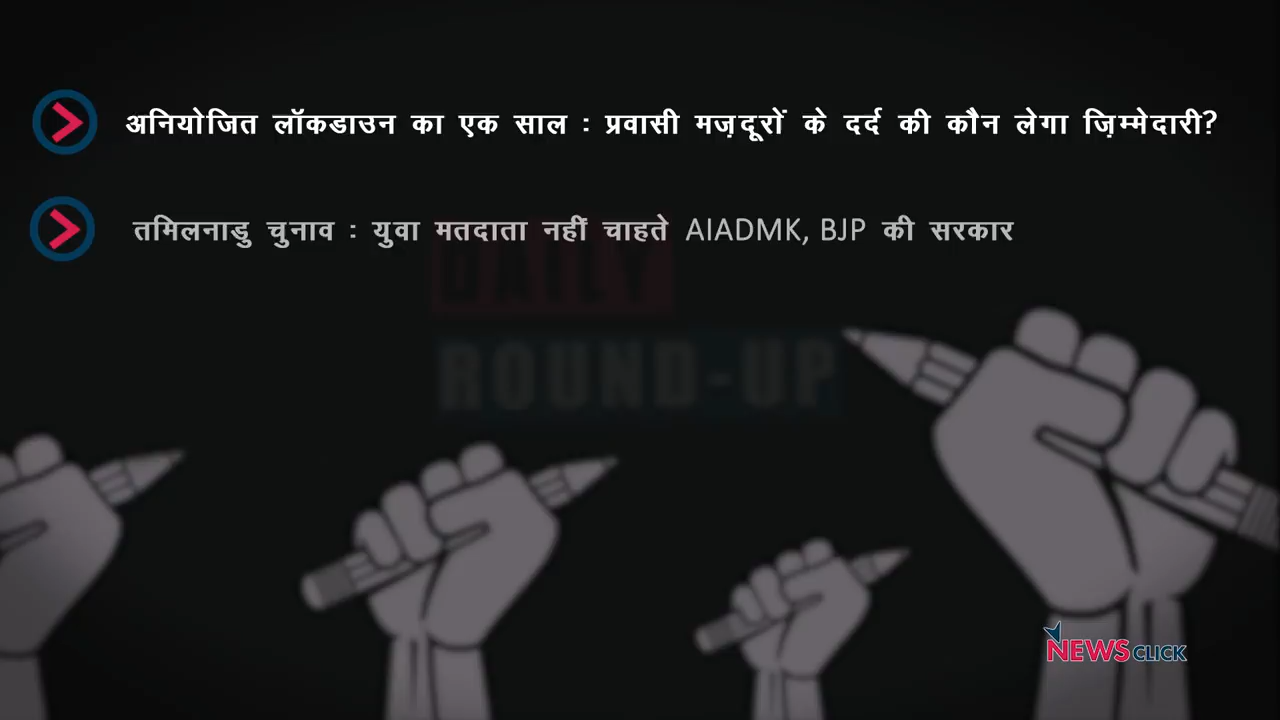 अनियोजित लॉकडाउन का एक साल : प्रवासी मज़दूरों के दर्द की कौन लेगा ज़िम्मेदारी?
तमिलनाडु चुनाव : युवा मतदाता नहीं चाहते AIADMK, BJP की सरकार
DAILY
ROUND-UP
NEWSCLICK